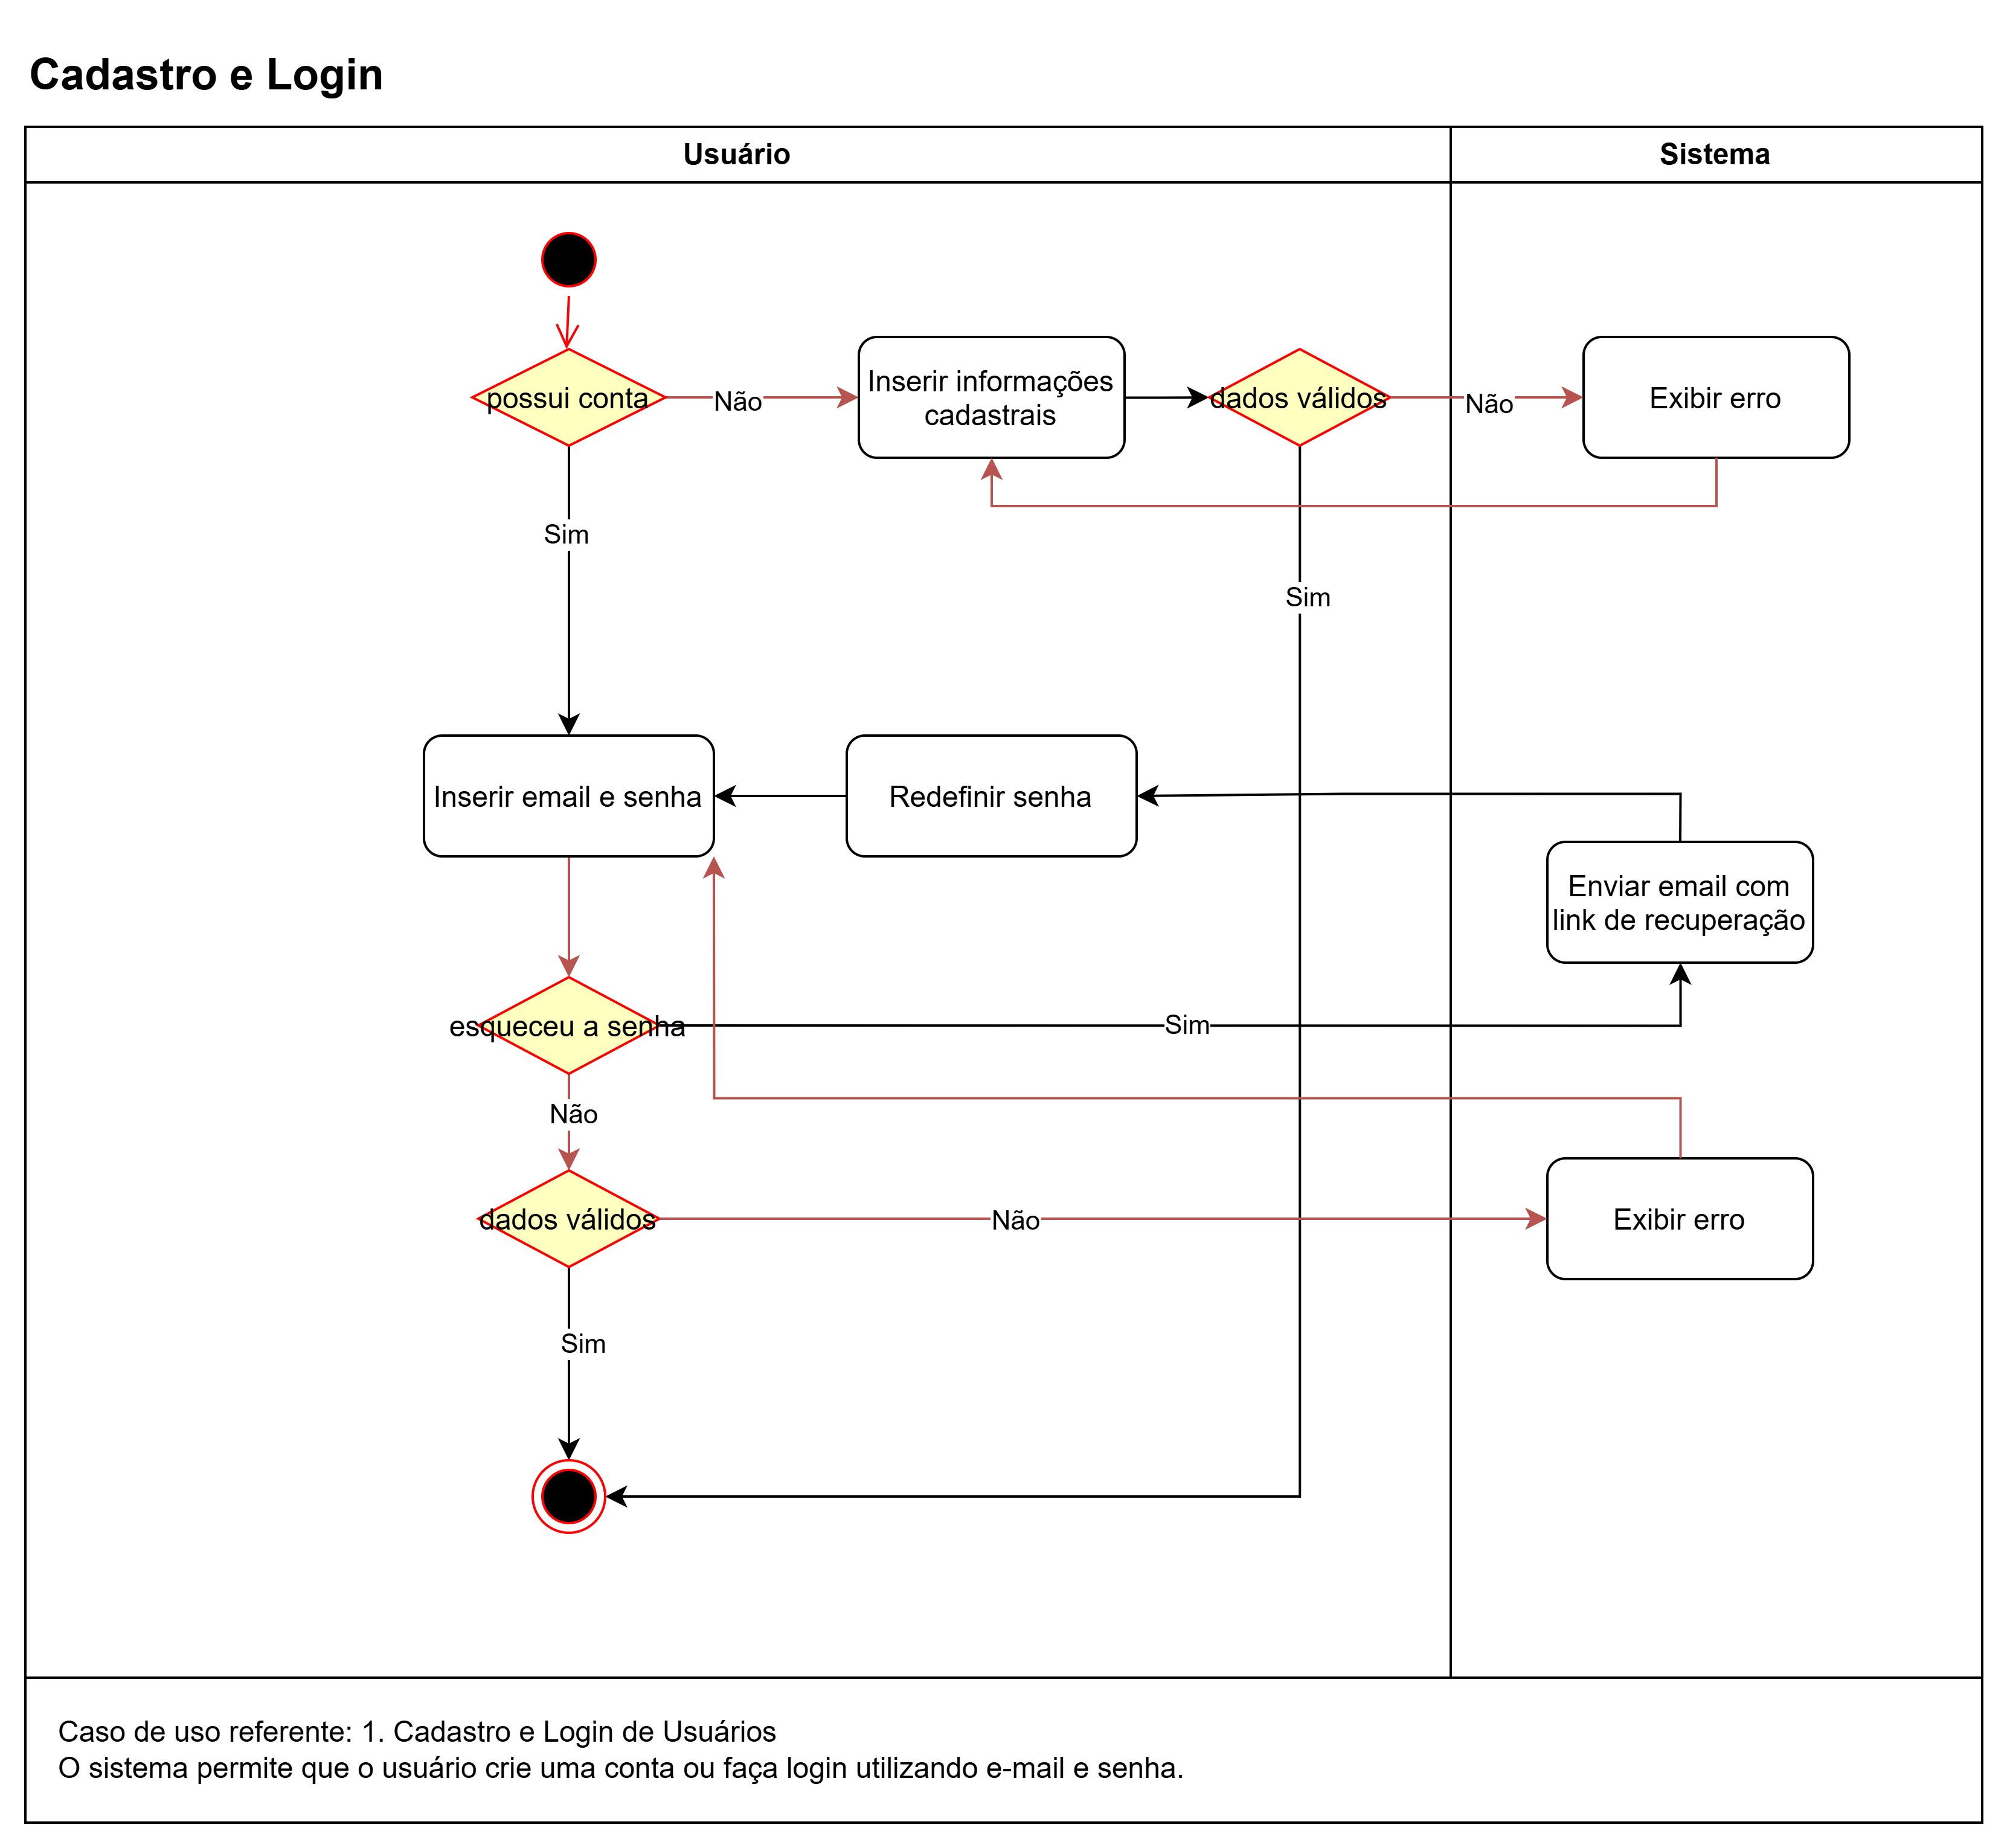 Cadastro e Login
Usuário
Sistema
possui conta
Não
Inserir informações
cadastrais
dados válidos
Não
Exibir erro
Sim
Sim
Inserir email e senha
Redefinir senha
Enviar email com
link de recuperação
esqueceu a senha
Sim
Não
dados válidos
Não
Exibir erro
Sim
Caso de uso referente: 1. Cadastro e Login de Usuários
O sistema permite que o usuário crie uma conta ou faça login utilizando e-mail e senha.